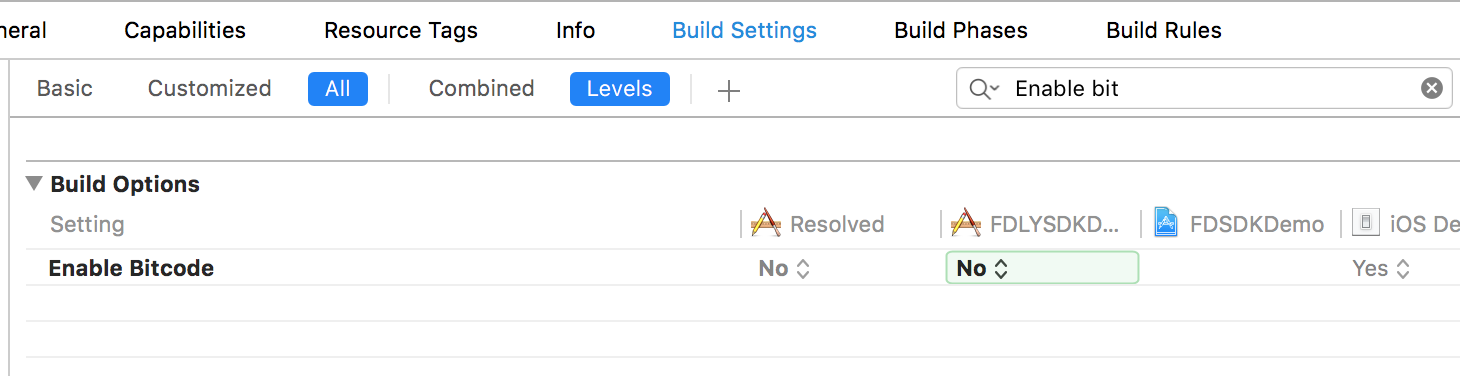 neral Capabilities Resource Tags Info Build Settings Build Phases Build Rules
Basic Customized All Combined Levels Enable bit
Build Options
Setting Resolved FDLYSDKD... FDSDKDemo iOS De
Enable Bitcode No No Yes